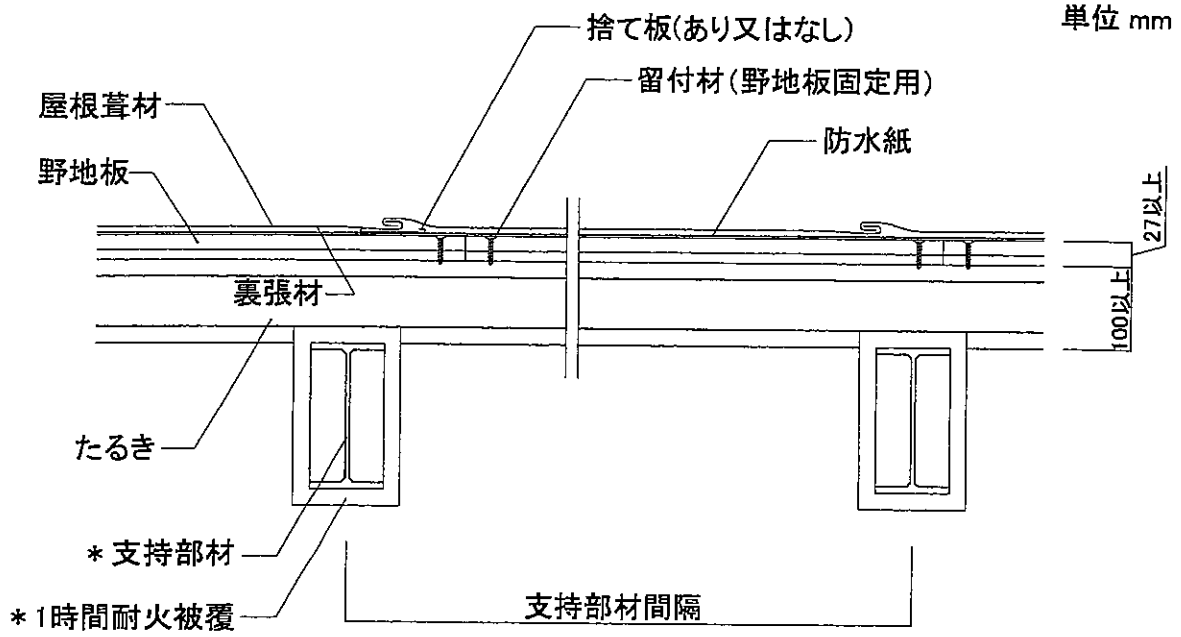 単位 mm
捨て板(あり又はなし)
留付材(野地板固定用)
屋根葺材
防水紙
野地板
27以上
裏張材
100以上
たるき
*支持部材
支持部材間隔
*1時間耐火被覆